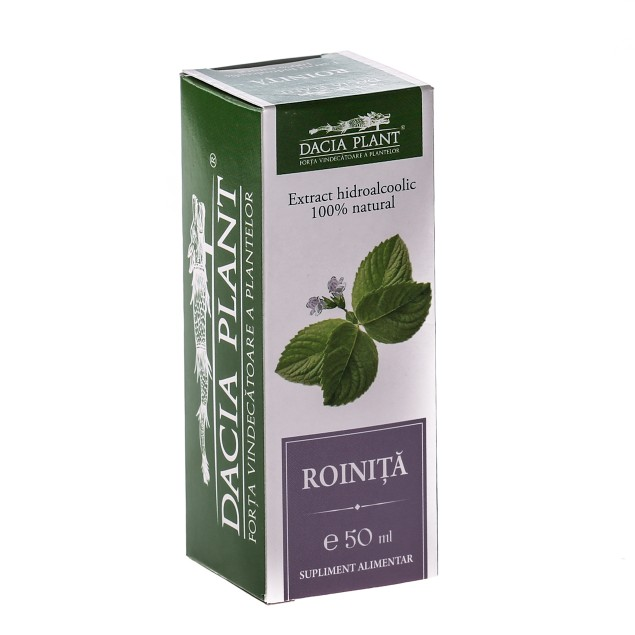 ROINIȚA
DACIA PLANT®
FORȚA VINDECĂTOARE A PLANTELOR
DACIA PLANT®
FORȚA VINDECĂTOARE A PLANTELOR
Extract hidroalcoolic
100% natural
ROINIȚĂ
e 50 ml
SUPLIMENT ALIMENTAR